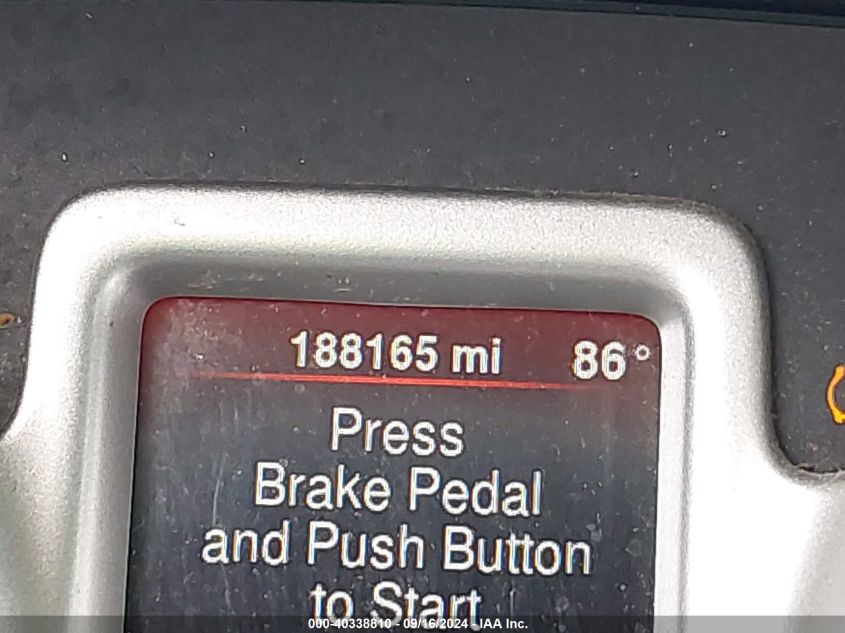 188165 mi 86°
Press
Brake Pedal
and Push Button
to Start
000-40338810 - 09/16/2024 - IAA Inc.